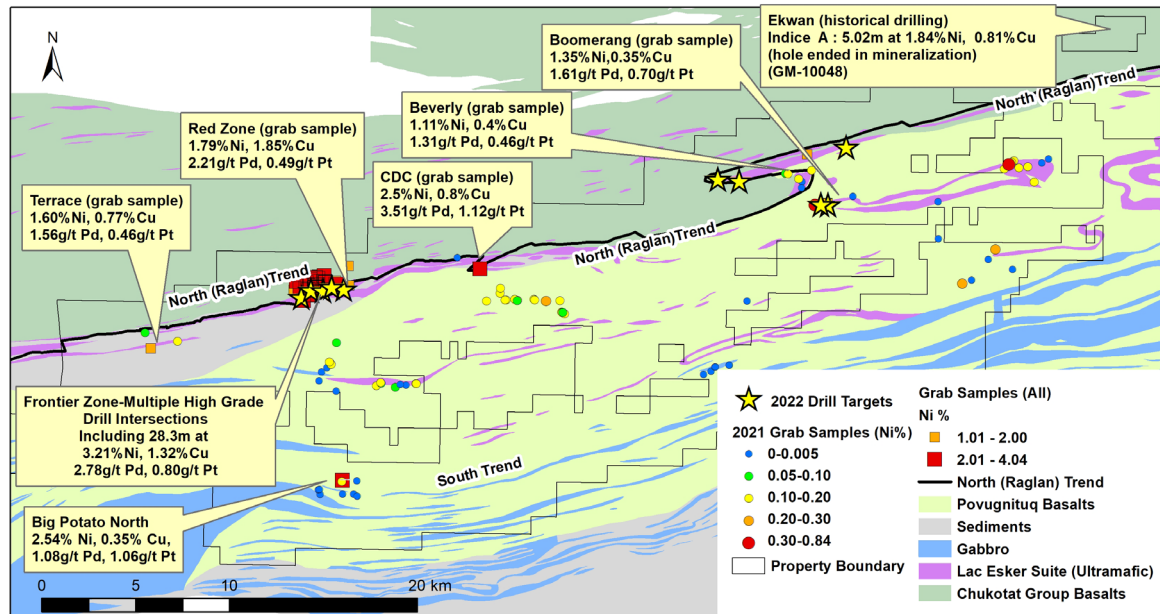 N
Ekwan (historical drilling)
Indice A : 5.02m at 1.84%Ni, 0.81%Cu
(hole ended in mineralization)
(GM-10048)
Boomerang (grab sample)
1.35%Ni,0.35%Cu
1.61g/t Pd, 0.70g/t Pt
Beverly (grab sample)
1.11%Ni, 0.4%Cu
1.31g/t Pd, 0.46g/t Pt
Red Zone (grab sample)
1.79%Ni, 1.85%Cu
2.21g/t Pd, 0.49g/t Pt
CDC (grab sample)
2.5%Ni, 0.8%Cu
3.51g/t Pd, 1.12g/t Pt
Terrace (grab sample)
1.60%Ni, 0.77%Cu
1.56g/t Pd, 0.46g/t Pt
North (Raglan)Trend
North (Raglan)Trend
North (Raglan)Trend
Frontier Zone-Multiple High Grade
Drill Intersections
Including 28.3m at
3.21%Ni, 1.32%Cu
2.78g/t Pd, 0.80g/t Pt
South Trend
Big Potato North
2.54% Ni, 0.35% Cu,
1.08g/t Pd, 1.06g/t Pt
0 10 20 km
2022 Drill Targets
2021 Grab Samples (Ni%)
0-0.005
0.05-0.10
0.10-0.20
0.20-0.30
0.30-0.84
Property Boundary
Grab Samples (All)
Ni %
1.01 - 2.00
2.01 - 4.04
North (Raglan) Trend
Povugnituq Basalts
Sediments
Gabbro
Lac Esker Suite (Ultramafic)
Chukotat Group Basalts